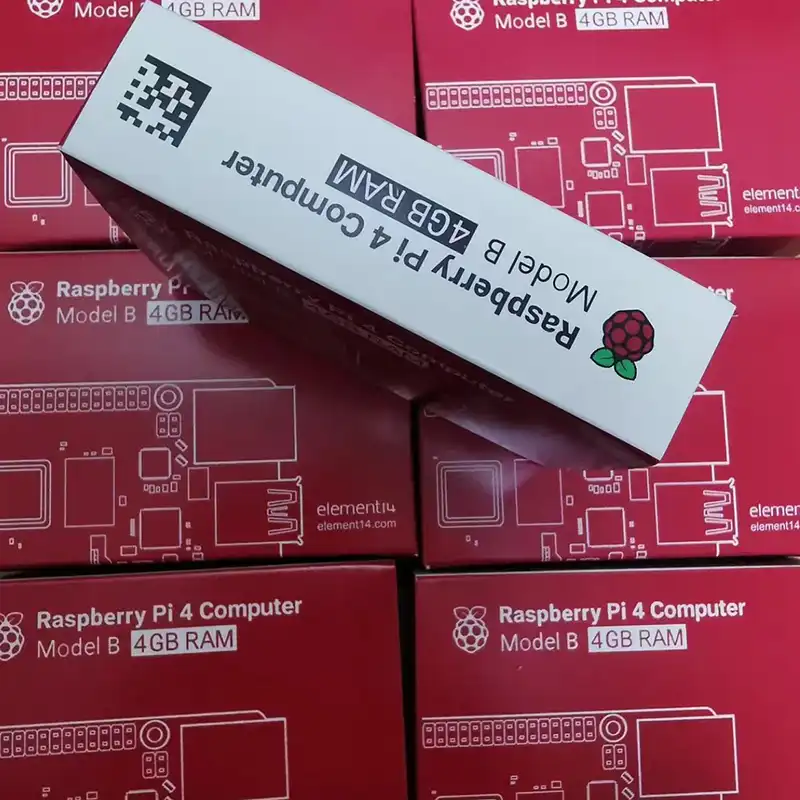 Model B 4GB RAM
Raspberry Pi 4 Computer
Model B 4GB RAM
element14
element14.c
Raspberry Pi 4 Computer
Model B 4GB RAM
Raspberry Pi 4 Computer
Raspberry Pi
Model B 4GB RAM
element14
element14.com
element14
element14.
Raspberry Pi 4 Computer
Model B 4GB RAM
Raspberry Pi 4 Computer
Model B 4GB RAM